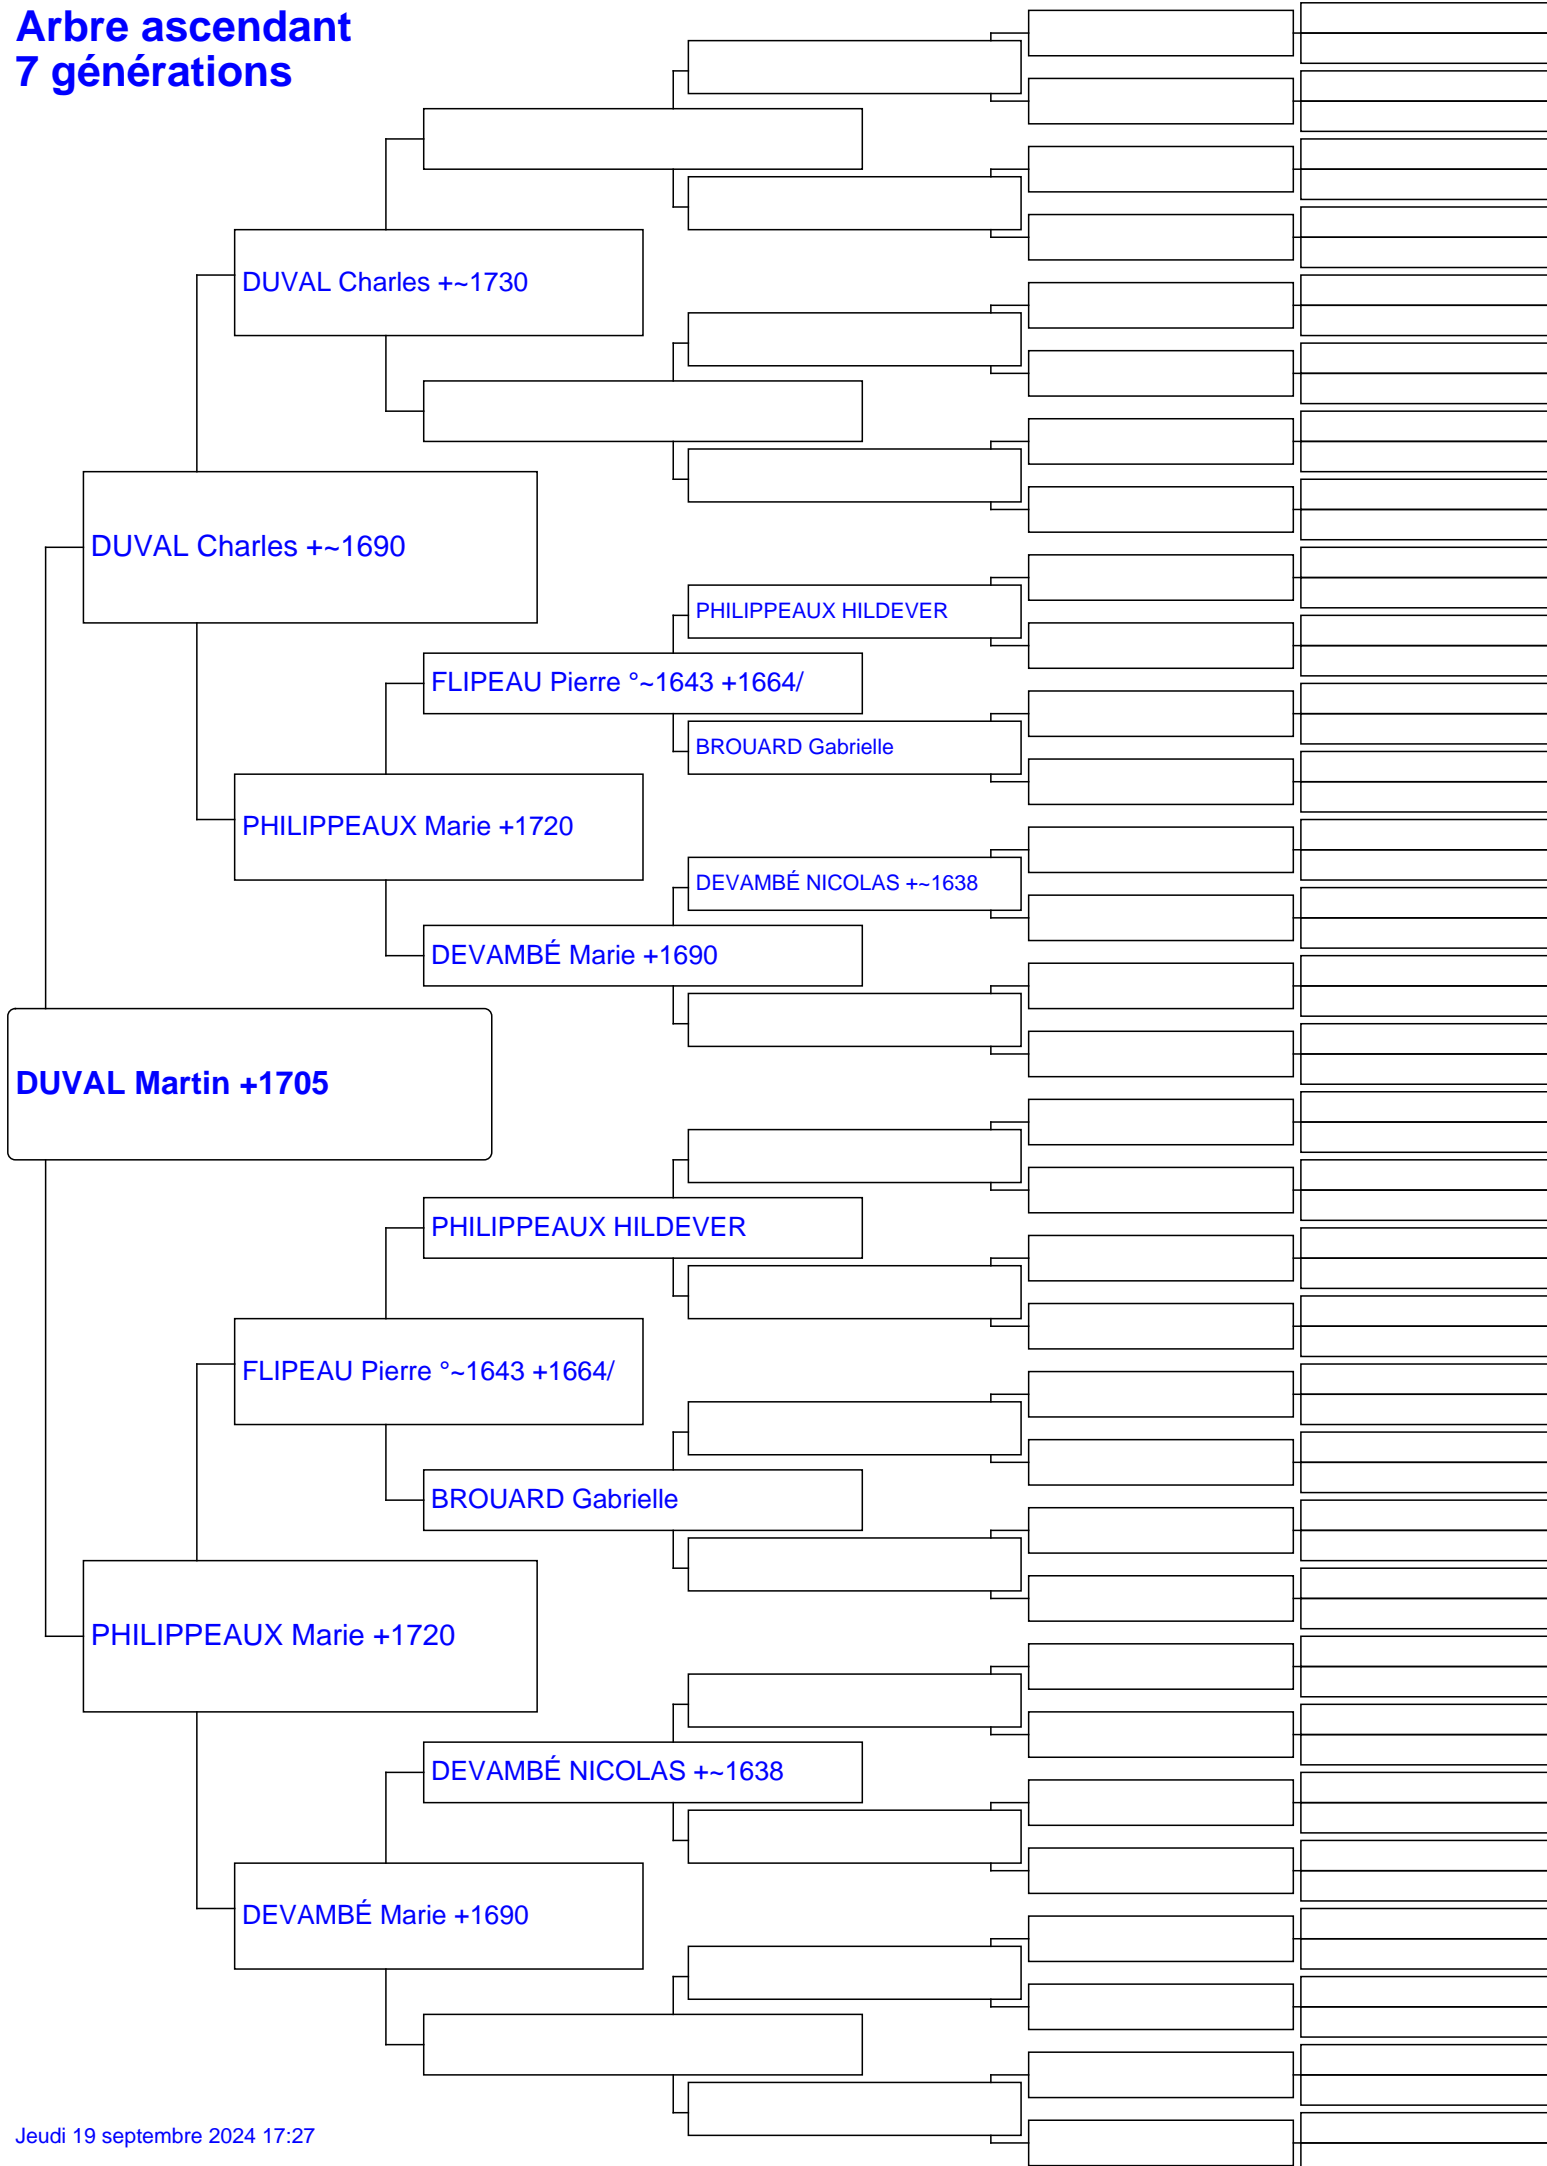 Arbre ascendant
7 générations
DUVAL Charles +~1730
DUVAL Charles +~1690
PHILIPPEAUX HILDEVER
FLIPEAU Pierre °~1643 +1664/
BROUARD Gabrielle
PHILIPPEAUX Marie +1720
DEVAMBÉ NICOLAS +~1638
DEVAMBÉ Marie +1690
DUVAL Martin +1705
PHILIPPEAUX HILDEVER
FLIPEAU Pierre °~1643 +1664/
BROUARD Gabrielle
PHILIPPEAUX Marie +1720
DEVAMBÉ NICOLAS +~1638
DEVAMBÉ Marie +1690
Jeudi 19 septembre 2024 17:27